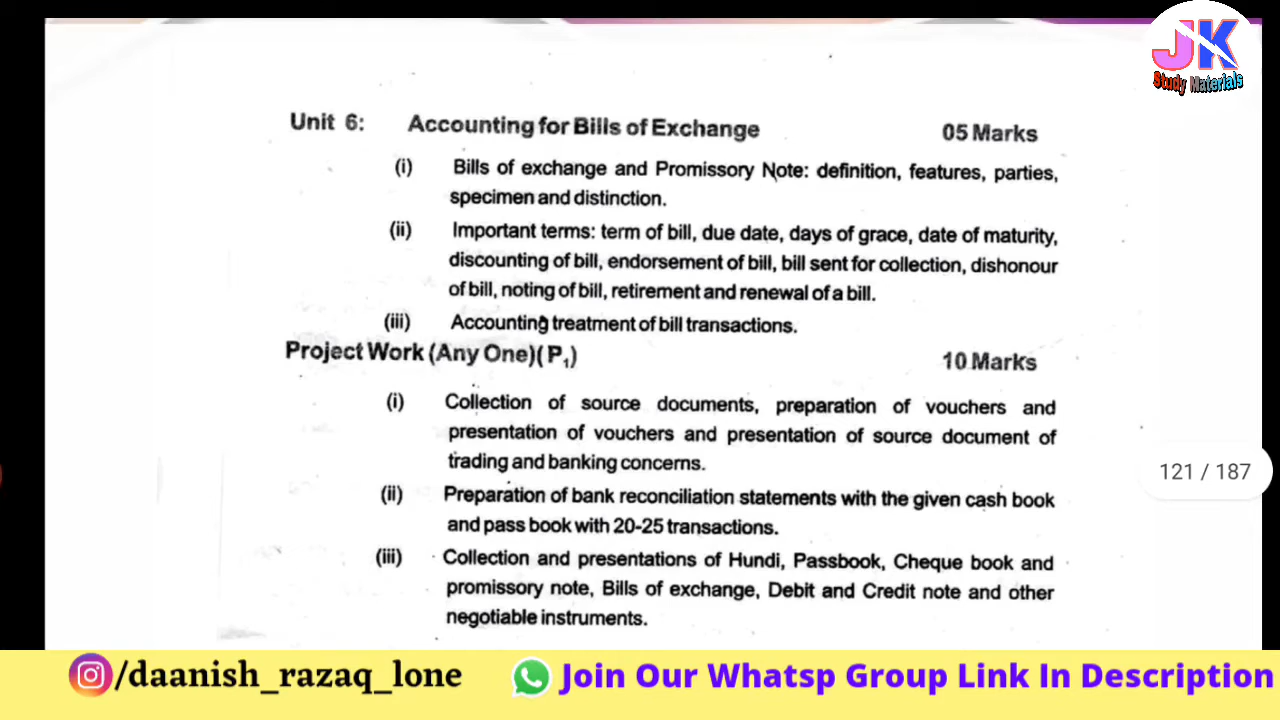 JK
Study Materials
Unit 6: Accounting for Bills of Exchange 05 Marks
(i) Bills of exchange and Promissory Note: definition, features, parties,
specimen and distinction.
(ii) Important terms: term of bill, due date, days of grace, date of maturity,
discounting of bill, endorsement of bill, bill sent for collection, dishonour
of bill, noting of bill, retirement and renewal of a bill.
(iii) Accounting treatment of bill transactions.
Project Work (Any One)(P₁) 10 Marks
(i) Collection of source documents, preparation of vouchers and
presentation of vouchers and presentation of source document of
trading and banking concerns.
(ii) Preparation of bank reconciliation statements with the given cash book
and pass book with 20-25 transactions.
121 / 187
(iii) Collection and presentations of Hundi, Passbook, Cheque book and
promissory note, Bills of exchange, Debit and Credit note and other
negotiable instruments.
/daanish_razaq_lone Join Our Whatsp Group Link In Description